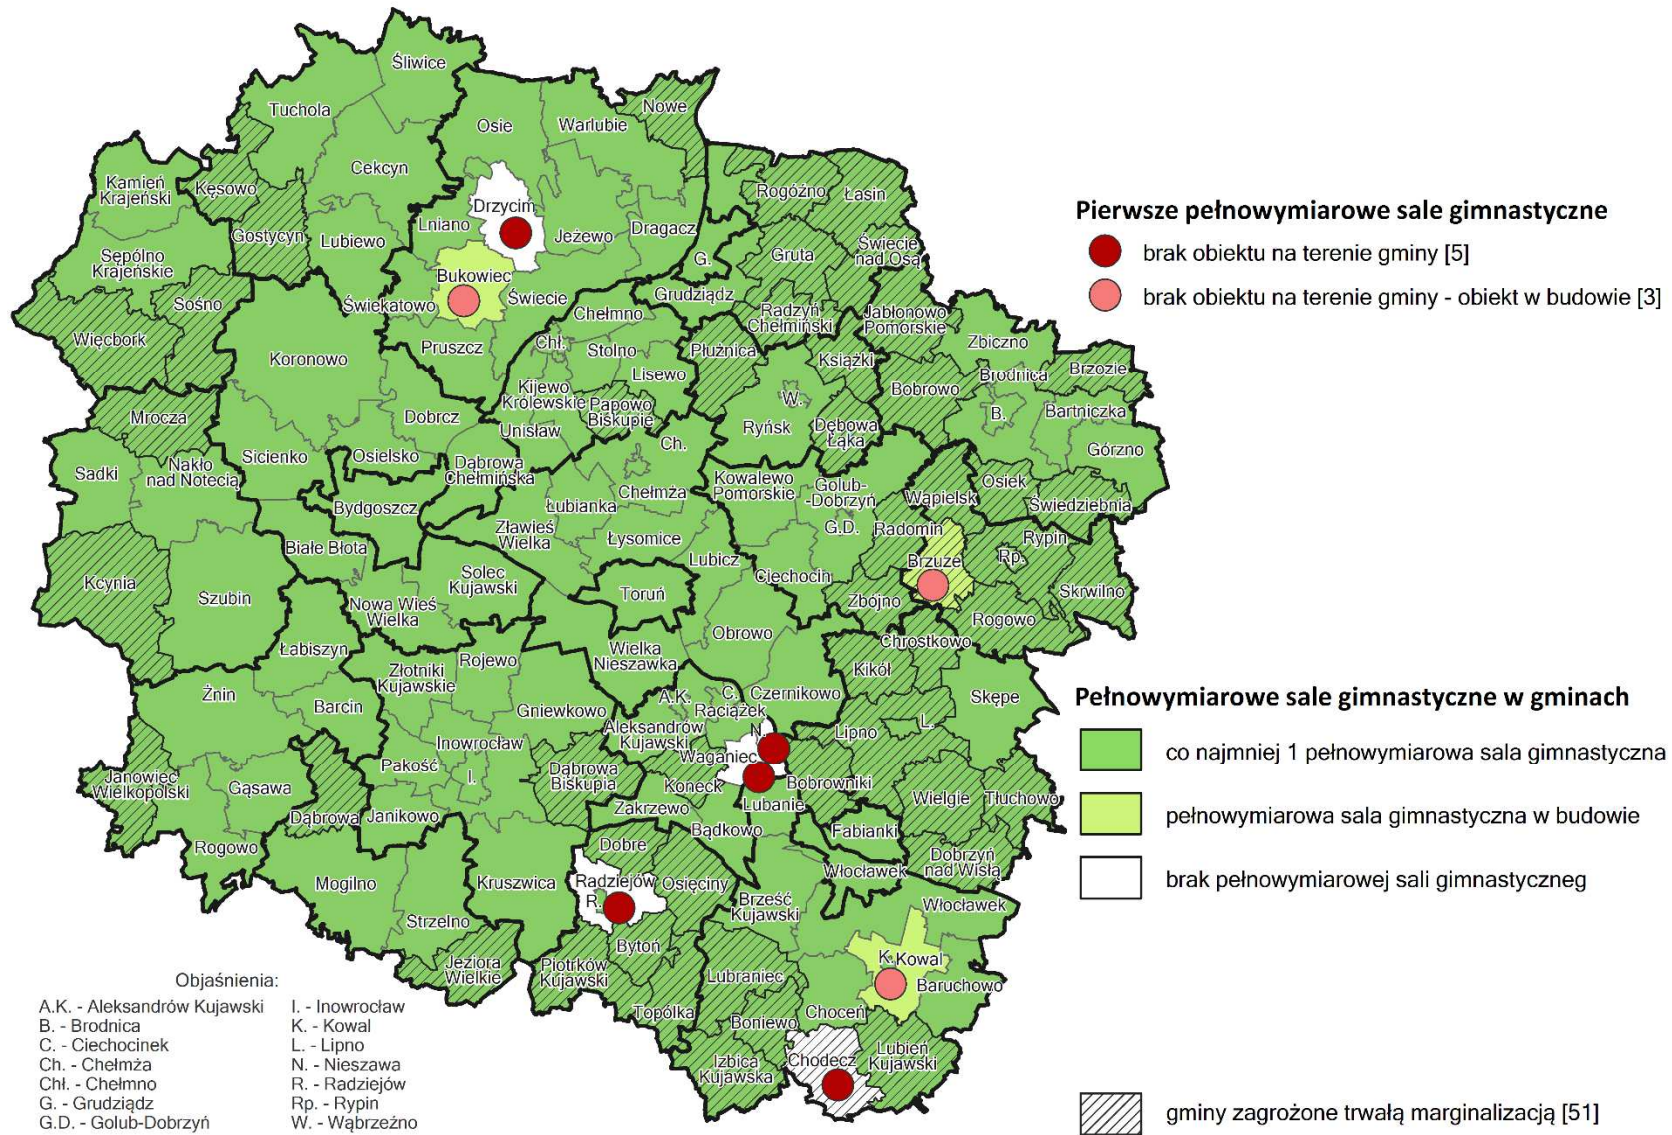 Śliwice
Tuchola
Nowe
Osie
Warlubie
Cekcyn
Kamień
Krajeński
Kęsowo
Rogóźno
Łasin
Drzycim
Lniano
Gostycyn
Lubiewo
Jeżewo
Dragacz
Sępólno
Krajeńskie
Świecie
nad Osą
G.
Gruta
Bukowiec
Sośno
Świekatowo
Świecie
Grudziądz
Chełmno
Radzyń
Chełmiński
Jabłonowo
Pomorskie
Więcbork
Koronowo
Pruszcz
Chł.
Stolno
Płużnica
Zbiczno
Książki
Lisewo
Brodnica
Brzozie
Kijewo
Królewskie
Bobrowo
W.
Papowo
Biskupie
Mrocza
Dobrcz
B.
Bartniczka
Unisław
Ryńsk
Dębowa
Łąka
Ch.
Górzno
Sicienko
Osielsko
Nakło
nad Notecią
Sadki
Dąbrowa
Chełmińska
Kowalewo
Pomorskie
Golub-
-Dobrzyń
Osiek
Chełmża
Wąpielsk
Świedziebnia
Bydgoszcz
Łubianka
G.D.
Radomin
Zławieś
Wielka
Łysomice
Rypin
Białe Błota
Lubicz
Brzuze
Rp.
Kcynia
Solec
Kujawski
Ciechocin
Szubin
Toruń
Skrwilno
Nowa Wieś
Wielka
Zbójno
Rogowo
Obrowo
Chrostkowo
Łabiszyn
Wielka
Nieszawka
Rojewo
Złotniki
Kujawskie
Kikół
Żnin
C.
Czernikowo
Skępe
A.K.
Raciążek
Barcin
Gniewkowo
L.
Aleksandrów
Kujawski
N.
Lipno
Inowrocław
Waganiec
Pakość
Dąbrowa
Biskupia
Janowiec
Wielkopolski
I.
Koneck
Bobrowniki
Gąsawa
Wielgie
Tłuchowo
Zakrzewo
Lubanie
Dąbrowa
Janikowo
Bądkowo
Fabianki
Rogowo
Dobre
Dobrzyń
nad Wisłą
Włocławek
Mogilno
Kruszwica
Radziejów
Osięciny
R.
Brześć
Kujawski
Włocławek
Strzelno
Bytoń
K.
Kowal
Jeziora
Wielkie
Piotrków
Kujawski
Lubraniec
Baruchowo
Topólka
Choceń
Boniewo
Izbica
Kujawska
Chodecz
Lubień
Kujawski
Objaśnienia:
A.K. - Aleksandrów Kujawski
B. - Brodnica
C. - Ciechocinek
Ch. - Chełmża
Chł. - Chełmno
G. - Grudziądz
G.D. - Golub-Dobrzyń
I. - Inowrocław
K. - Kowal
L. - Lipno
N. - Nieszawa
R. - Radziejów
Rp. - Rypin
W. - Wąbrzeźno
Pierwsze pełnowymiarowe sale gimnastyczne
brak obiektu na terenie gminy [5]
brak obiektu na terenie gminy - obiekt w budowie [3]
Pełnowymiarowe sale gimnastyczne w gminach
co najmniej 1 pełnowymiarowa sala gimnastyczna
pełnowymiarowa sala gimnastyczna w budowie
brak pełnowymiarowej sali gimnastyczneg
gminy zagrożone trwałą marginalizacją [51]